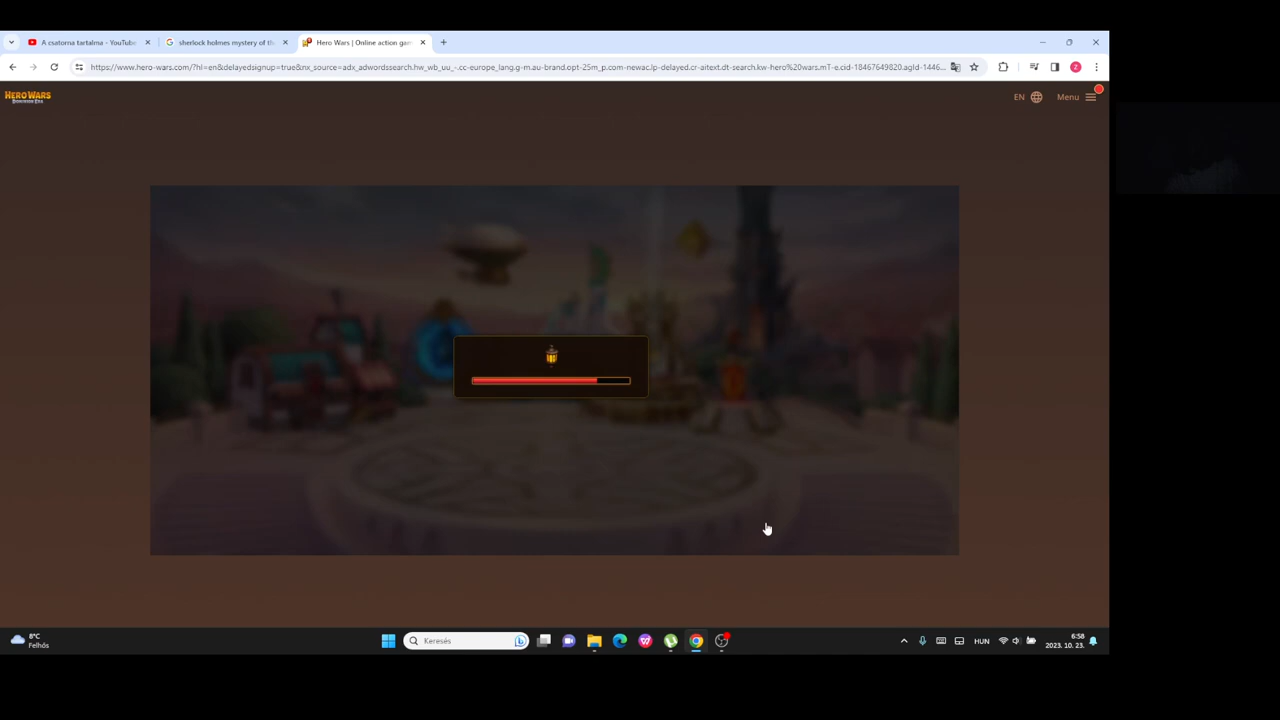 A csatorna tartalma - YouTube
sherlock holmes mystery of th
Hero Wars | Online action gam
https://www.hero-wars.com/?hl=en&delayedsignup=true&nx_source=adx_adwordssearch.hw_wb_uu_-.cc-europe_lang.g-m.au-brand.opt-25m_p.com-newac.lp-delayed.cr-aitext.dt-search.kw-hero%20wars.mT-e.cid-18467649820.agId-1446...
Z
HERO WARS
DOMINION ERA
EN
Menu
8°C
Felhős
Keresés
HUN
6:58
2023. 10. 23.